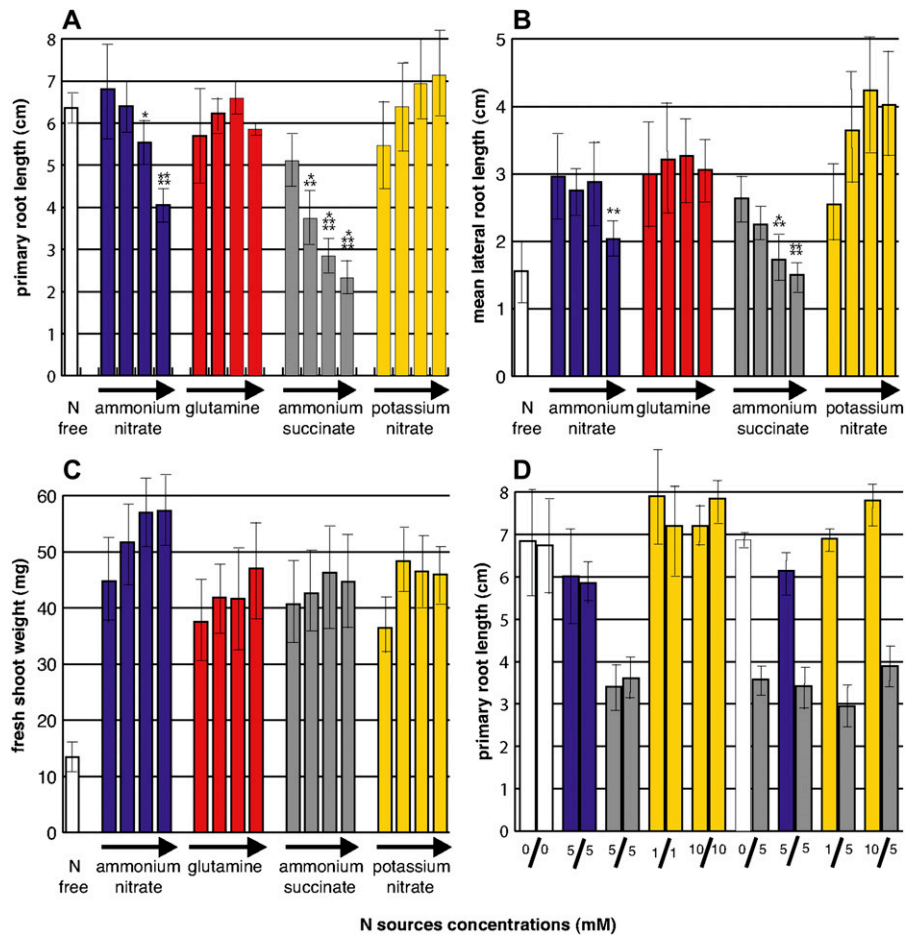 A
8
7
6
5
4
3
2
1
0
primary root length (cm)
*
**
**
*
**
*
**
**
*
**
**
N free
ammonium nitrate
glutamine
ammonium succinate
potassium nitrate
B
5
4
3
2
1
0
mean lateral root length (cm)
**
*
**
**
**
N free
ammonium nitrate
glutamine
ammonium succinate
potassium nitrate
C
60
50
40
30
20
10
0
fresh shoot weight (mg)
N free
ammonium nitrate
glutamine
ammonium succinate
potassium nitrate
D
8
7
6
5
4
3
2
1
0
primary root length (cm)
0/0
5/5
5/5
1/1
10/10
0/5
5/5
1/5
10/5
N sources concentrations (mM)